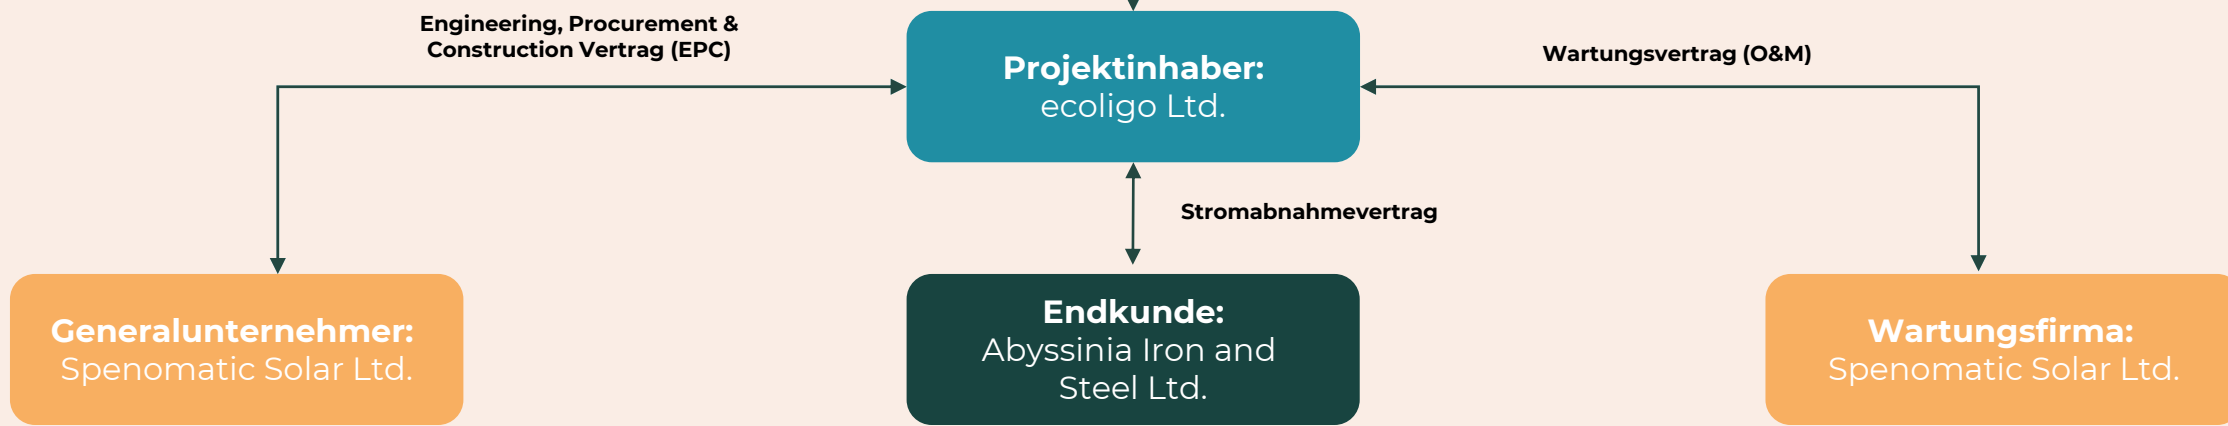 Engineering, Procurement &
Construction Vertrag (EPC)
Projektinhaber:
ecoligo Ltd.
Wartungsvertrag (O&M)
Stromabnahmevertrag
Generalunternehmer:
Spenomatic Solar Ltd.
Endkunde:
Abyssinia Iron and
Steel Ltd.
Wartungsfirma:
Spenomatic Solar Ltd.